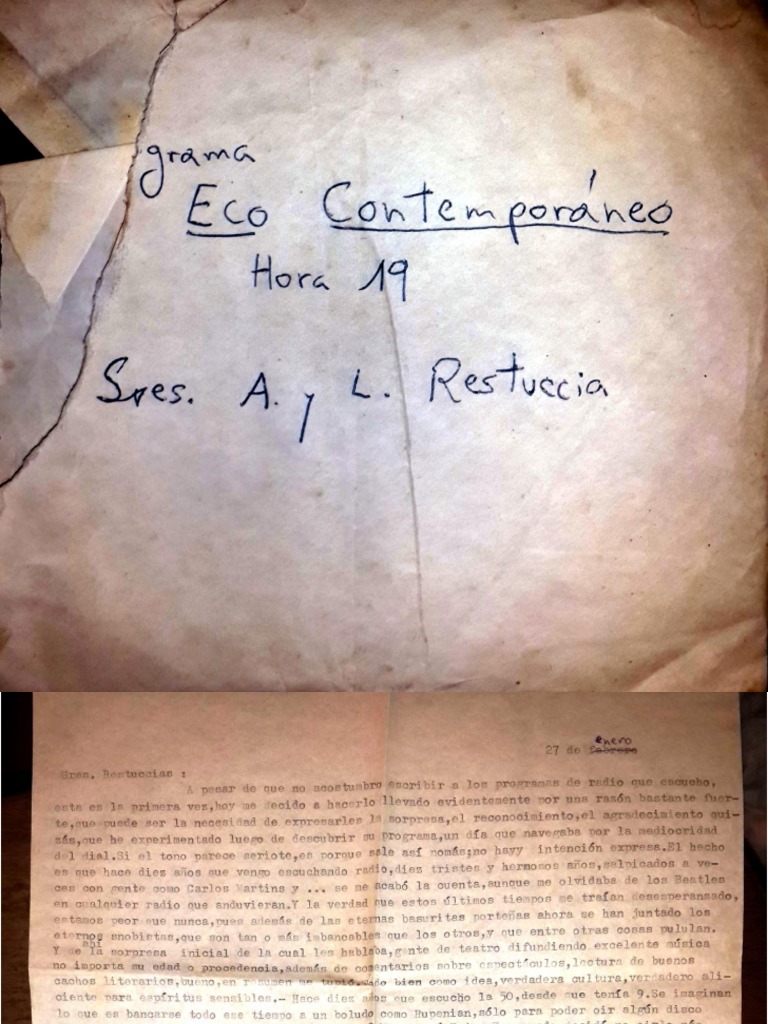 grama
Eco Contemporáneo
Hora 19
Sres. A. y L. Restuccia
enero
27 de febrero
Sres. Restuccias :
A pesar de que no acostumbro escribir a los programas de radio que escucho,
esta es la primera vez,hoy me decido a hacerlo llevado evidentemente por una razón bastante fuer-
te,que puede ser la necesidad de expresarles la sorpresa,el reconocimiento,el agradecimiento qui-
zás,que he experimentado luego de descubrir su programa,un día que navegaba por la mediocridad
del dial.Si el tono parece seriote,es porque sale así nomás;no hayy intención expresa.El hecho
es que hace diez años que vengo escuchando radio,diez tristes y hermosos años,salpicados a ve-
ces con gente como Carlos Martins y ... se me acabó la cuenta,aunque me olvidaba de los Beatles
en cualquier radio que anduvieran.Y la verdad que estos últimos tiempos me traían desesperanzado,
estamos peor que nunca,pues además de las eternas basuritas porteñas ahora se han juntado los
eternos snobistas,que son tan o más imbancables que los otros,y que entre otras cosas pululan.
Y ahí la sorpresa inicial de la cual les hablaba,gente de teatro difundiendo excelente música
no importa su edad o procedencia,además de comentarios sobre espectáculos,lectura de buenos
cachos literarios,bueno,en resumen bien como idea,verdadera cultura,verdadero ali-
ciente para espíritus sensibles.- Hace diez años que escucho la 50,desde que tenía 9.Se imaginan
lo que es bancarse todo ese tiempo a un boludo como Rupenian,sólo para poder oir algún disco